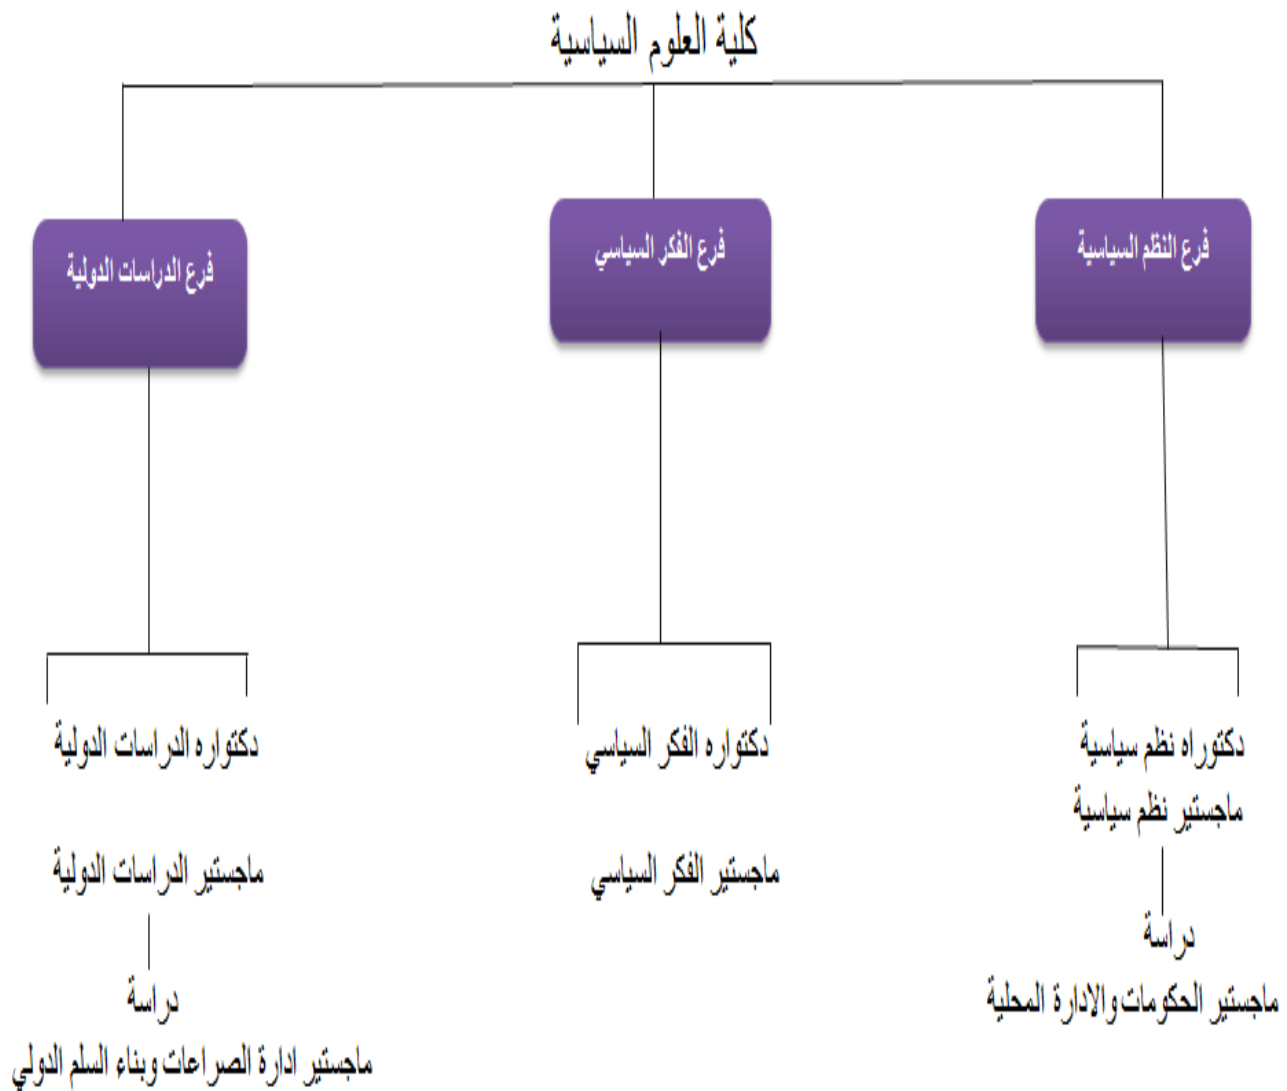 كلية العلوم السياسية
فرع النظم السياسية
فرع الفكر السياسي
فرع الدراسات الدولية
دكتوراه نظم سياسية
ماجستير نظم سياسية
دراسة
ماجستير الحكومات والادارة المحلية
دكتواره الفكر السياسي
ماجستير الفكر السياسي
دكتواره الدراسات الدولية
ماجستير الدراسات الدولية
دراسة
ماجستير ادارة الصراعات وبناء السلم الدولي